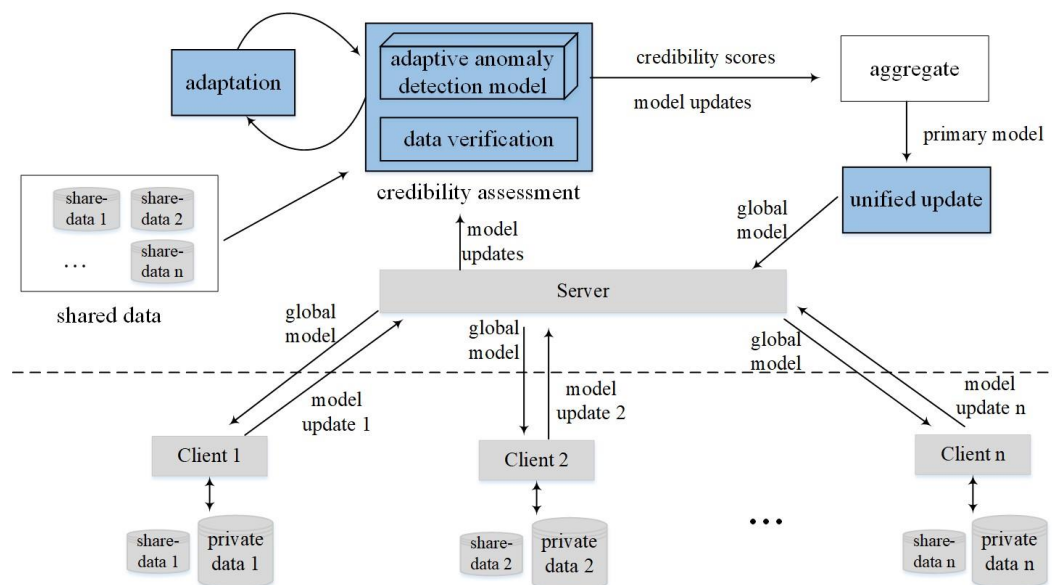 adaptation
adaptive anomaly
detection model
data verification
credibility assessment
credibility scores
model updates
aggregate
primary model
unified update
global
model
share-
data 1
share-
data 2
...
share-
data n
shared data
model
updates
Server
global
model
model
update 1
global
model
model
update 2
global
model
model
update n
Client 1
Client 2
Client n
share-
data 1
private
data 1
share-
data 2
private
data 2
...
share-
data n
private
data n